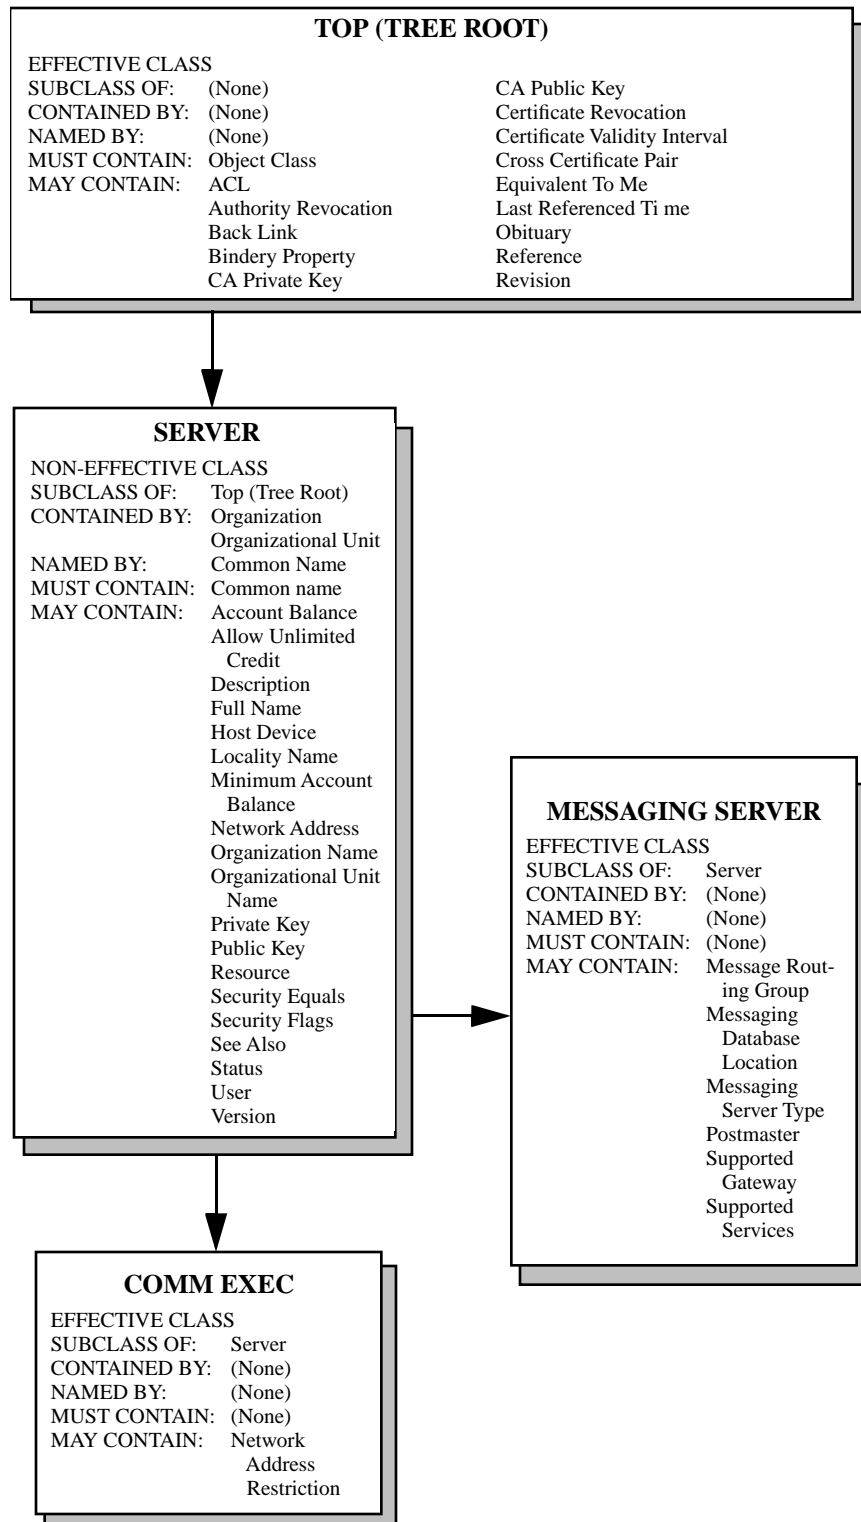 TOP (TREE ROOT)
EFFECTIVE CLASS
SUBCLASS OF: (None)
CONTAINED BY: (None)
NAMED BY: (None)
MUST CONTAIN: Object Class
MAY CONTAIN: ACL
Authority Revocation
Back Link
Bindery Property
CA Private Key
CA Public Key
Certificate Revocation
Certificate Validity Interval
Cross Certificate Pair
Equivalent To Me
Last Referenced Ti me
Obituary
Reference
Revision
SERVER
NON-EFFECTIVE CLASS
SUBCLASS OF: Top (Tree Root)
CONTAINED BY: Organization
Organizational Unit
NAMED BY: Common Name
MUST CONTAIN: Common name
MAY CONTAIN: Account Balance
Allow Unlimited
Credit
Description
Full Name
Host Device
Locality Name
Minimum Account
Balance
Network Address
Organization Name
Organizational Unit
Name
Private Key
Public Key
Resource
Security Equals
Security Flags
See Also
Status
User
Version
MESSAGING SERVER
EFFECTIVE CLASS
SUBCLASS OF: Server
CONTAINED BY: (None)
NAMED BY: (None)
MUST CONTAIN: (None)
MAY CONTAIN: Message Rout-
ing Group
Messaging
Database
Location
Messaging
Server Type
Postmaster
Supported
Gateway
Supported
Services
COMM EXEC
EFFECTIVE CLASS
SUBCLASS OF: Server
CONTAINED BY: (None)
NAMED BY: (None)
MUST CONTAIN: (None)
MAY CONTAIN: Network
Address
Restriction